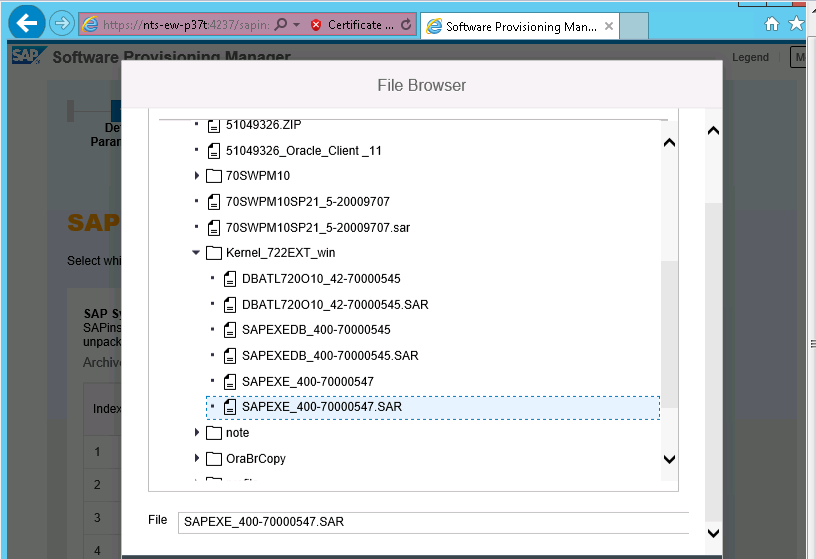 https://nts-ew-p37t:4237/sapin:
Certificate ...
Software Provisioning Man...
SAP Software Provisioning Manager
Legend
File Browser
51049326.ZIP
51049326_Oracle_Client _11
70SWPM10
70SWPM10SP21_5-20009707
70SWPM10SP21_5-20009707.sar
Kernel_722EXT_win
DBATL720O10_42-70000545
DBATL720O10_42-70000545.SAR
SAPEXEDB_400-70000545
SAPEXEDB_400-70000545.SAR
SAPEXE_400-70000547
SAPEXE_400-70000547.SAR
note
OraBrCopy
File
SAPEXE_400-70000547.SAR
De
Paran
SAP
Select whi
SAP Sy
SAPins
unpack
Archiv
Index
1
2
3
4